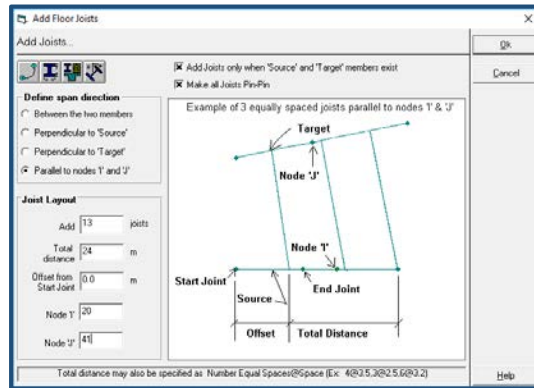 Add Floor Joists
Add Joists...
Ok
Cancel
Add Joists only when 'Source' and 'Target' members exist
Make all Joists Pin-Pin
Define span direction
Between the two members
Perpendicular to 'Source'
Perpendicular to 'Target'
Parallel to nodes 'I' and 'J'
Joist Layout
Add 13 joists
Total distance 24 m
Offset from Start Joint 0.0 m
Node 'I' 20
Node 'J' 41
Example of 3 equally spaced joists parallel to nodes 'I' & 'J'
Target
Node 'J'
Node 'I'
Start Joint
End Joint
Source
Offset
Total Distance
Total distance may also be specified as Number Equal Spaces@Space (Ex: 4@3.5,3@2.5,6@3.2)
Help